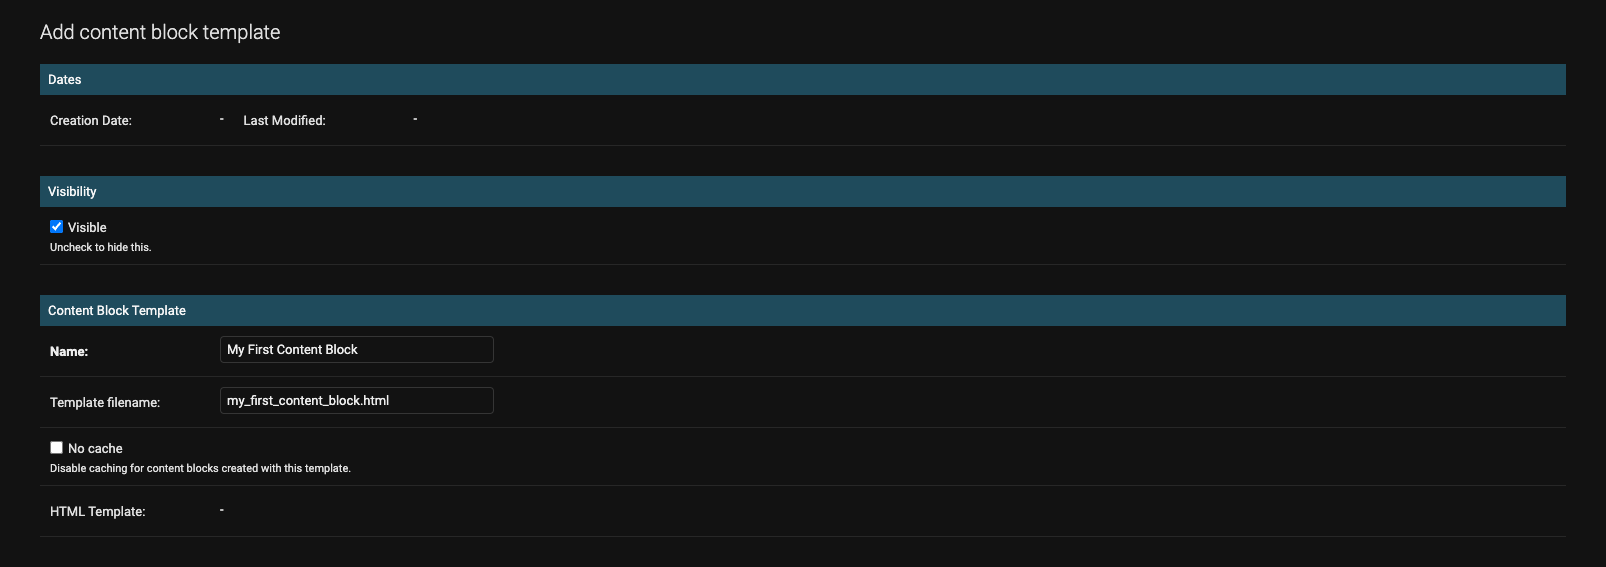 Add content block template
Dates
Creation Date: - Last Modified: -
Visibility
Visible
Uncheck to hide this.
Content Block Template
Name: My First Content Block
Template filename: my_first_content_block.html
No cache
Disable caching for content blocks created with this template.
HTML Template: -